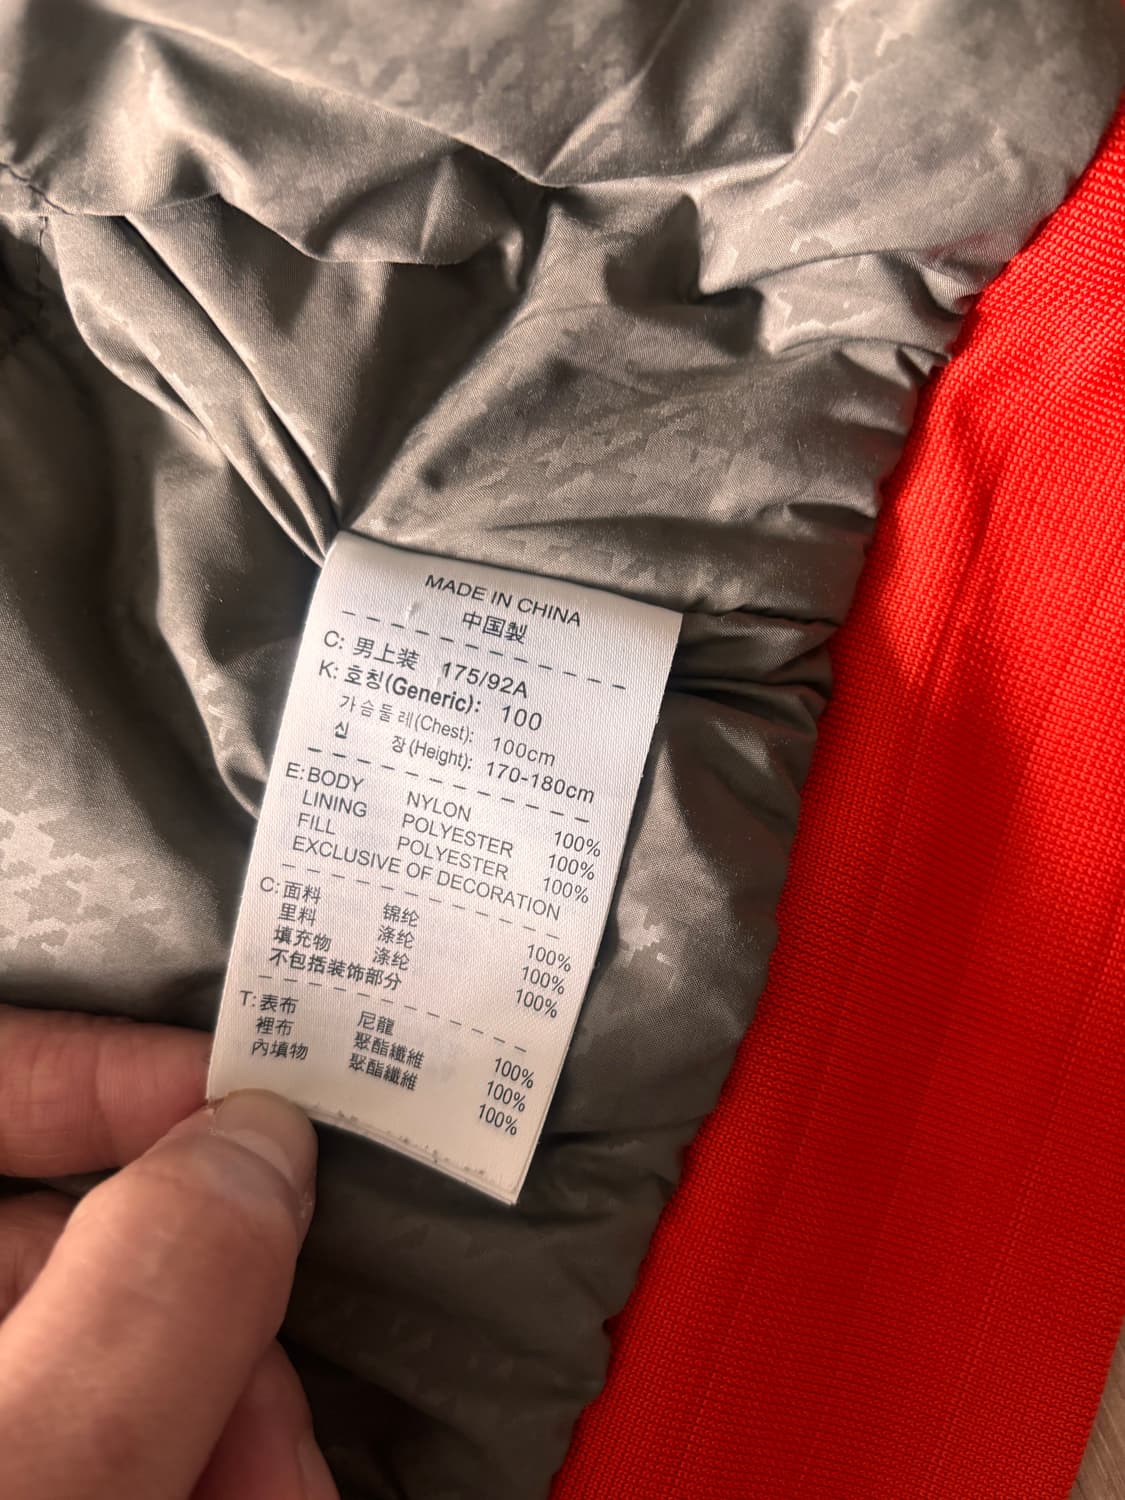 MADE IN CHINA
中国製
C: 男上装 175/92A
K: 호칭(Generic): 100
가슴둘레(Chest): 100cm
신 장(Height): 170-180cm
E: BODY NYLON 100%
LINING POLYESTER 100%
FILL POLYESTER 100%
EXCLUSIVE OF DECORATION
C: 面料 锦纶 100%
里料 涤纶 100%
填充物 涤纶 100%
不包括装饰部分
T: 表布 尼龍 100%
裡布 聚酯纖維 100%
內填物 聚酯纖維 100%